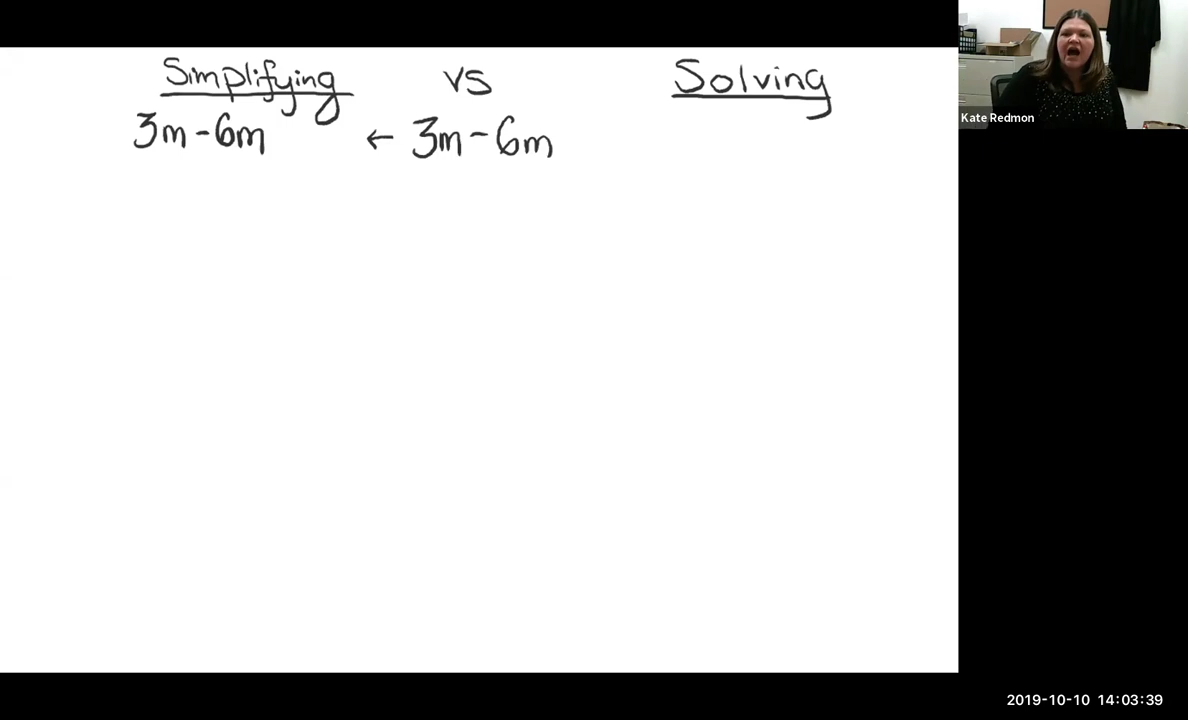 Simplifying vs Solving
3m-6m ← 3m-6m
Kate Redmon
2019-10-10 14:03:39